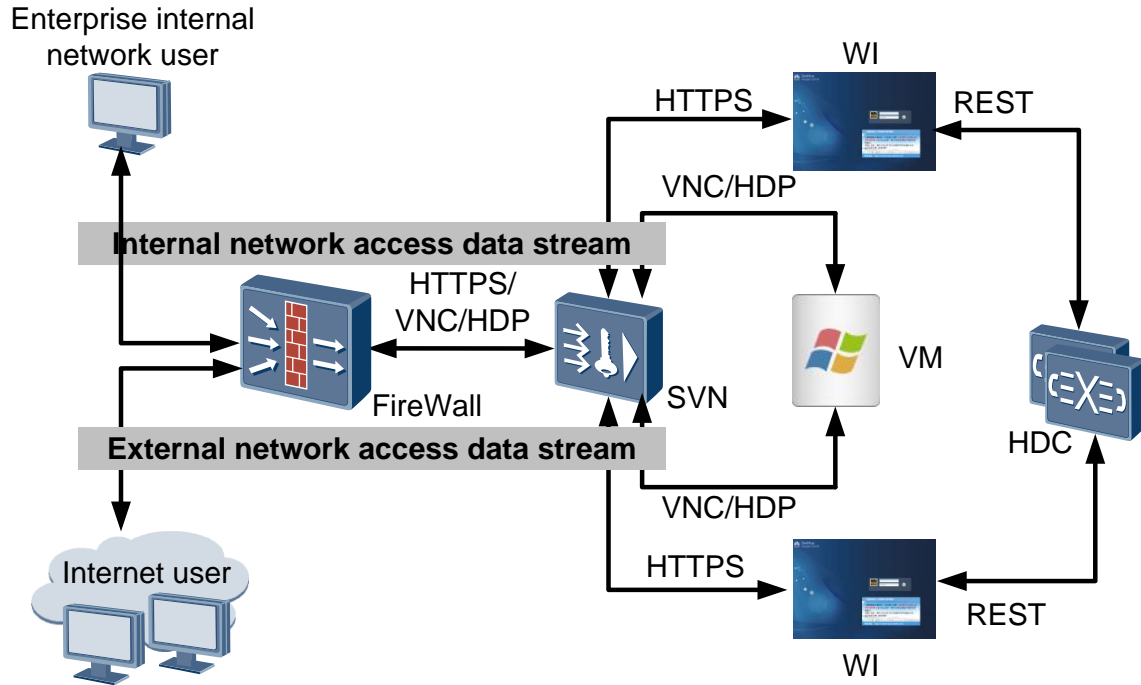 Enterprise internal
network user
WI
HTTPS
REST
VNC/HDP
Internal network access data stream
HTTPS/
VNC/HDP
VM
FireWall
SVN
HDC
External network access data stream
VNC/HDP
Internet user
HTTPS
REST
WI